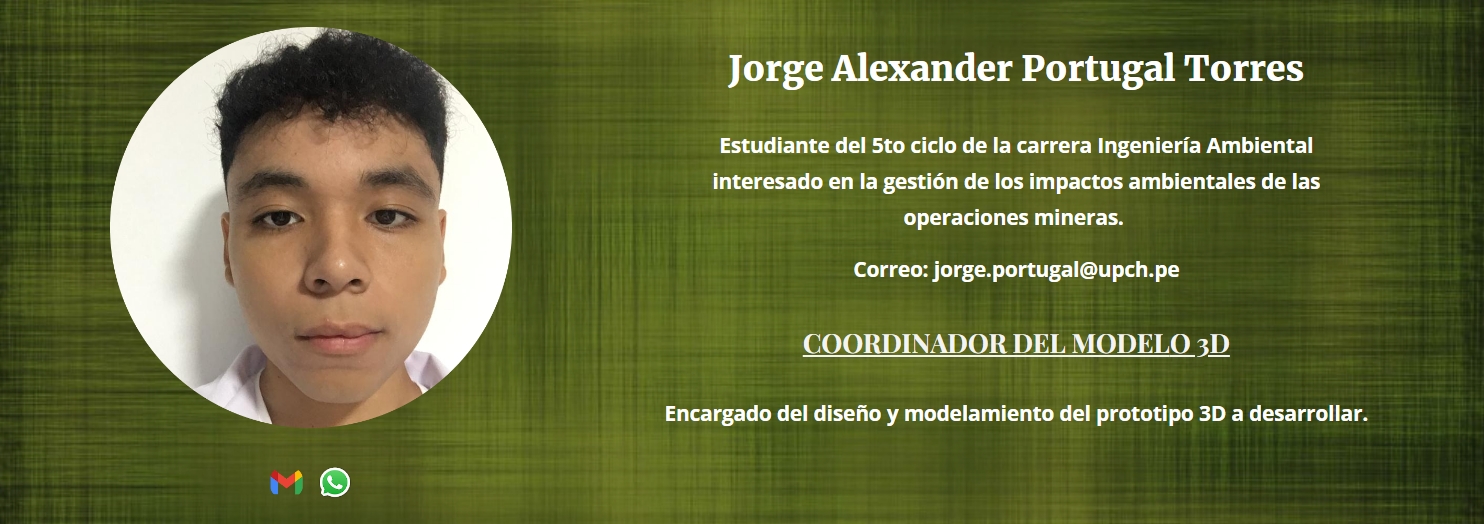 Jorge Alexander Portugal Torres
Estudiante del 5to ciclo de la carrera Ingeniería Ambiental
interesado en la gestión de los impactos ambientales de las
operaciones mineras.
Correo: jorge.portugal@upch.pe
COORDINADOR DEL MODELO 3D
Encargado del diseño y modelamiento del prototipo 3D a desarrollar.